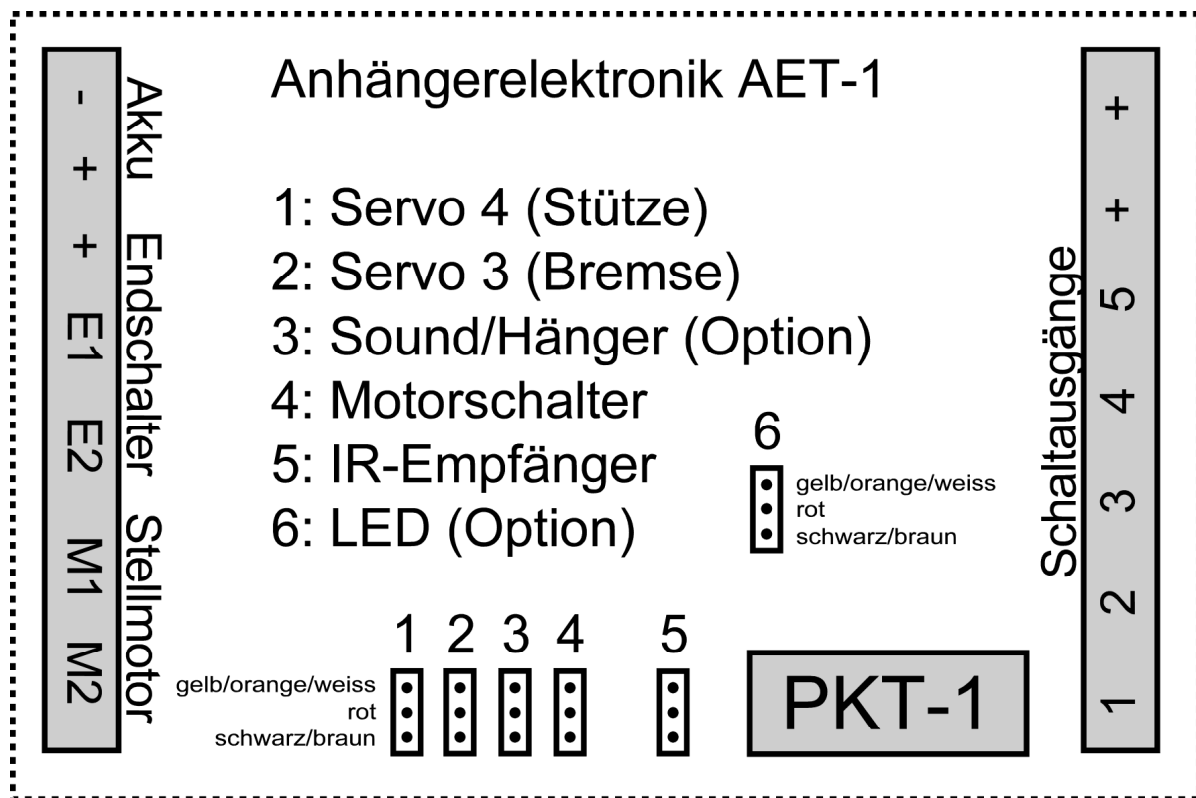 Anhängerelektronik AET-1
- + + E1 E2 M1 M2
Akku Endschalter Stellmotor
1: Servo 4 (Stütze)
2: Servo 3 (Bremse)
3: Sound/Hänger (Option)
4: Motorschalter
5: IR-Empfänger
6: LED (Option)
6
gelb/orange/weiss
rot
schwarz/braun
1 2 3 4 5
gelb/orange/weiss
rot
schwarz/braun
PKT-1
Schaltausgänge
1 2 3 4 5 + +